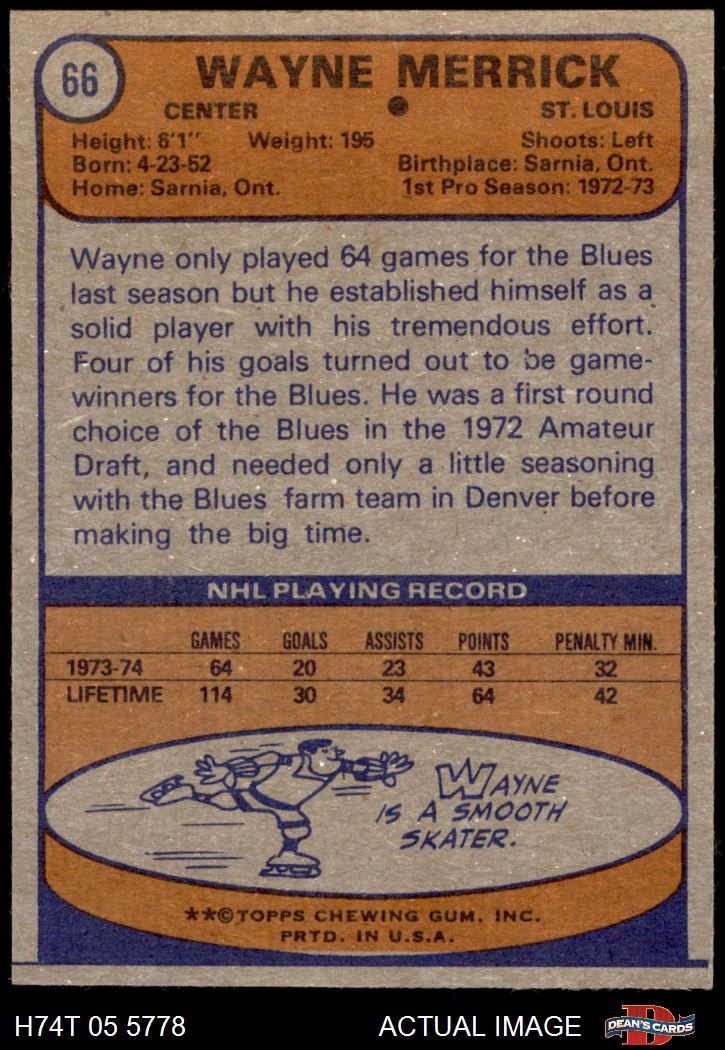 66
WAYNE MERRICK
CENTER ST. LOUIS
Height: 6'1" Weight: 195 Shoots: Left
Born: 4-23-52 Birthplace: Sarnia, Ont.
Home: Sarnia, Ont. 1st Pro Season: 1972-73
Wayne only played 64 games for the Blues
last season but he established himself as a
solid player with his tremendous effort.
Four of his goals turned out to be game-
winners for the Blues. He was a first round
choice of the Blues in the 1972 Amateur
Draft, and needed only a little seasoning
with the Blues farm team in Denver before
making the big time.
NHL PLAYING RECORD
GAMES GOALS ASSISTS POINTS PENALTY MIN.
1973-74 64 20 23 43 32
LIFETIME 114 30 34 64 42
WAYNE
IS A SMOOTH
SKATER.
**©TOPPS CHEWING GUM, INC.
PRTD. IN U.S.A.
H74T 05 5778 ACTUAL IMAGE D DEAN'S CARDS